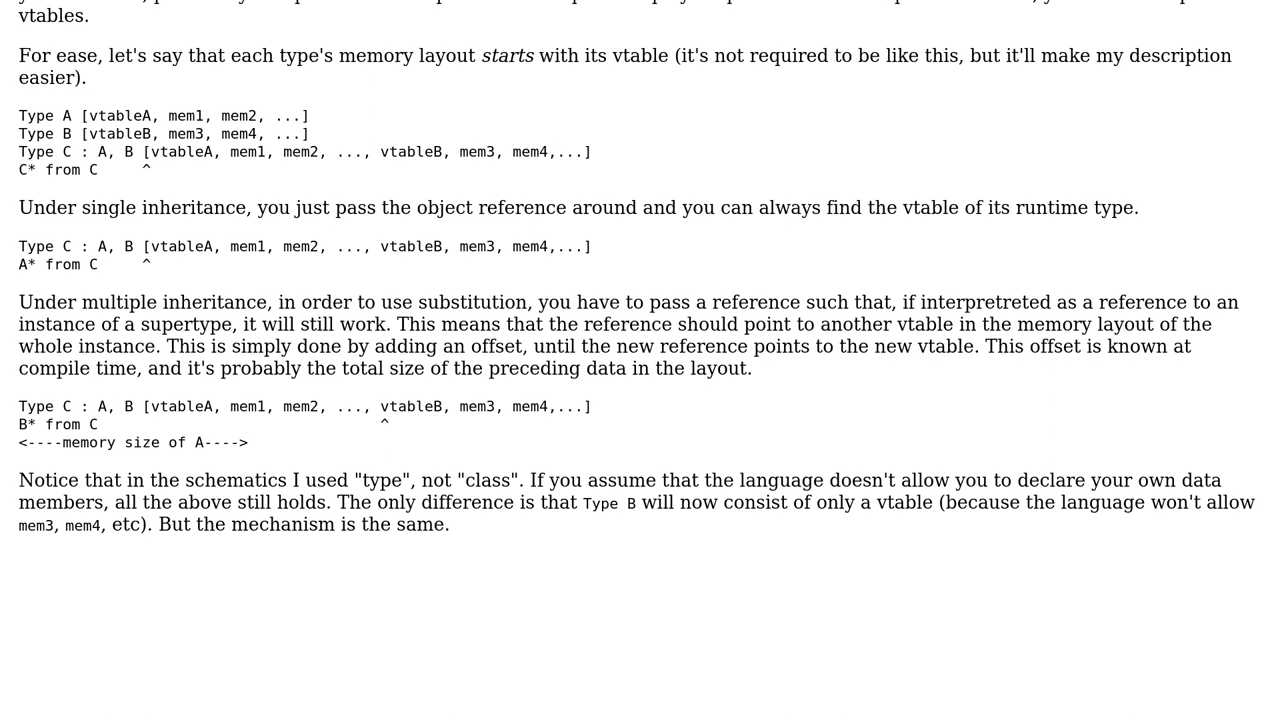 vtables.
For ease, let's say that each type's memory layout starts with its vtable (it's not required to be like this, but it'll make my description
easier).
Type A [vtableA, mem1, mem2, ...]
Type B [vtableB, mem3, mem4, ...]
Type C : A, B [vtableA, mem1, mem2, ..., vtableB, mem3, mem4,...]
C* from C     ^
Under single inheritance, you just pass the object reference around and you can always find the vtable of its runtime type.
Type C : A, B [vtableA, mem1, mem2, ..., vtableB, mem3, mem4,...]
A* from C     ^
Under multiple inheritance, in order to use substitution, you have to pass a reference such that, if interpretreted as a reference to an
instance of a supertype, it will still work. This means that the reference should point to another vtable in the memory layout of the
whole instance. This is simply done by adding an offset, until the new reference points to the new vtable. This offset is known at
compile time, and it's probably the total size of the preceding data in the layout.
Type C : A, B [vtableA, mem1, mem2, ..., vtableB, mem3, mem4,...]
B* from C                                ^
<----memory size of A---->
Notice that in the schematics I used "type", not "class". If you assume that the language doesn't allow you to declare your own data
members, all the above still holds. The only difference is that Type B will now consist of only a vtable (because the language won't allow
mem3, mem4, etc). But the mechanism is the same.